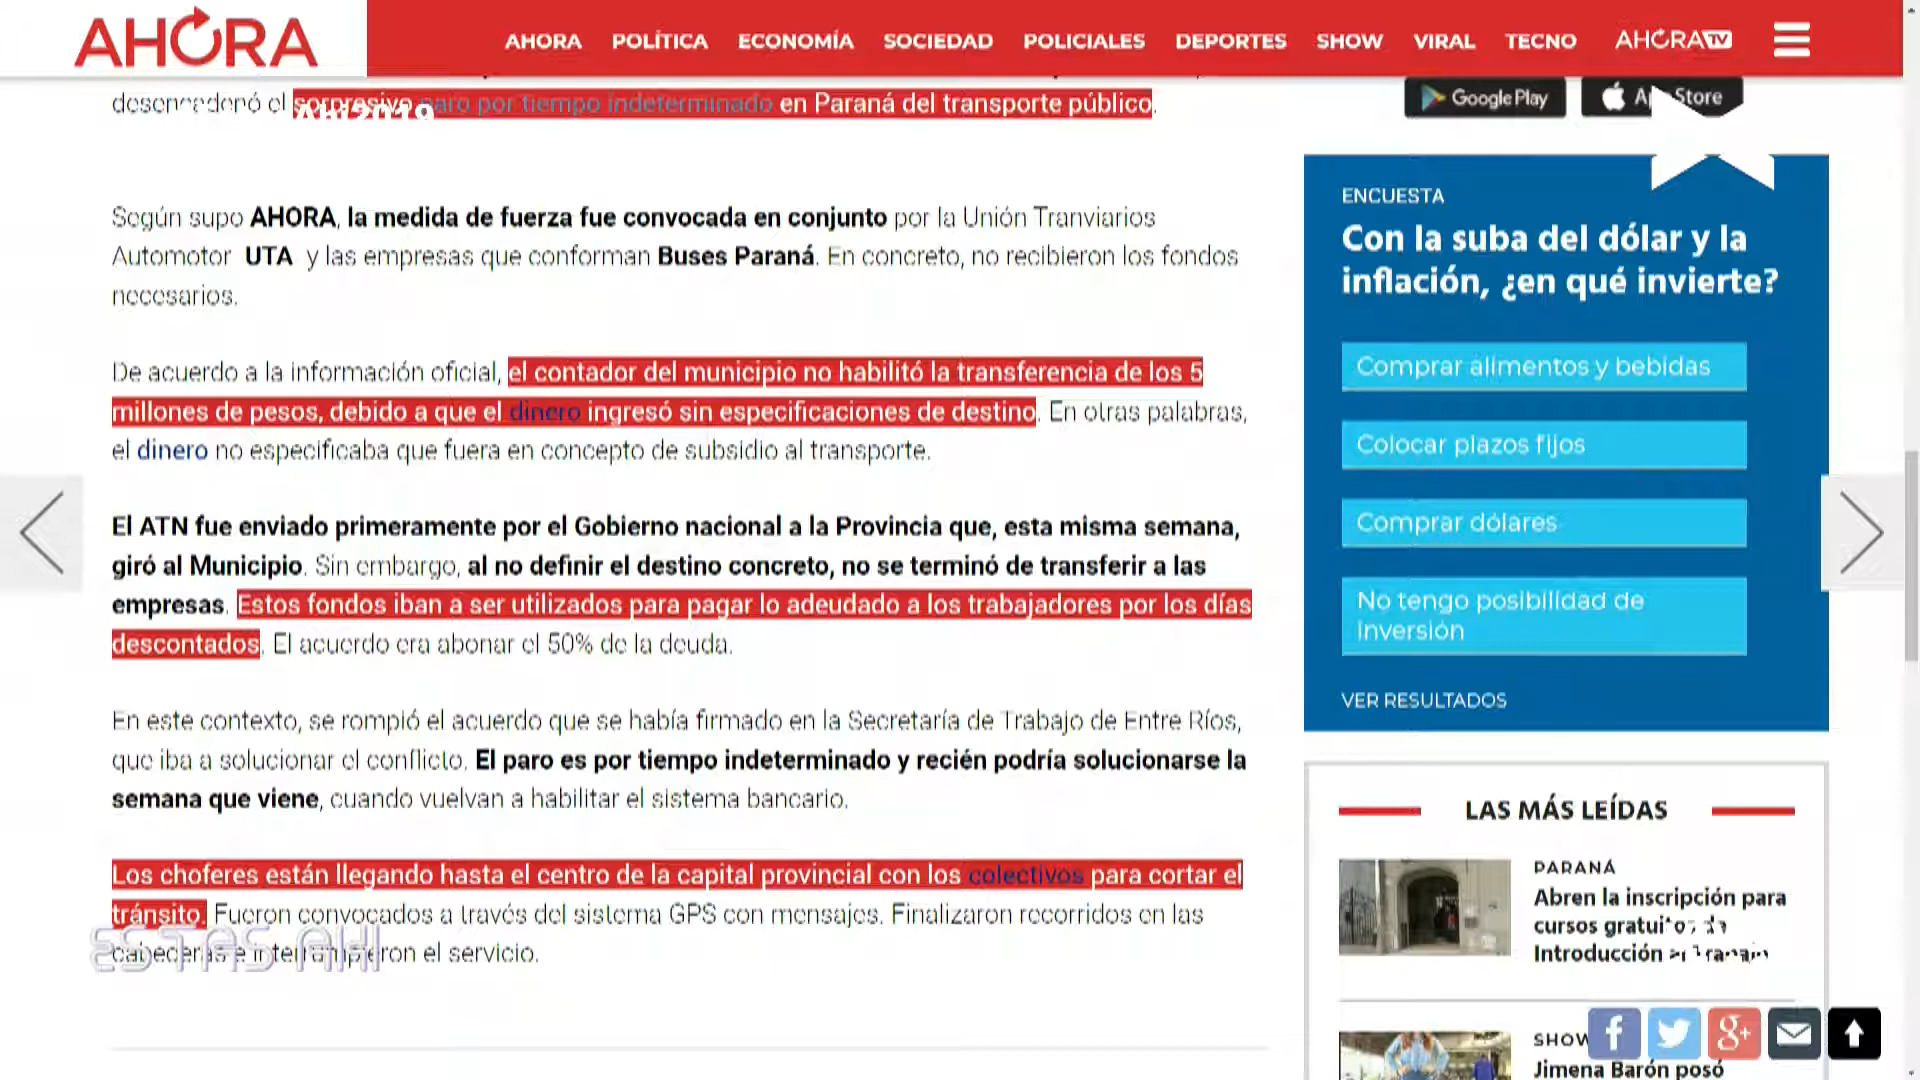 AHORA
AHORA POLÍTICA ECONOMÍA SOCIEDAD POLICIALES DEPORTES SHOW VIRAL TECNO AHORA TV
desencadenó el sorpresivo paro por tiempo indeterminado en Paraná del transporte público.
Google Play
App Store
Según supo AHORA, la medida de fuerza fue convocada en conjunto por la Unión Tranviarios
Automotor UTA y las empresas que conforman Buses Paraná. En concreto, no recibieron los fondos
necesarios.
De acuerdo a la información oficial, el contador del municipio no habilitó la transferencia de los 5
millones de pesos, debido a que el dinero ingresó sin especificaciones de destino. En otras palabras,
el dinero no especificaba que fuera en concepto de subsidio al transporte.
El ATN fue enviado primeramente por el Gobierno nacional a la Provincia que, esta misma semana,
giró al Municipio. Sin embargo, al no definir el destino concreto, no se terminó de transferir a las
empresas. Estos fondos iban a ser utilizados para pagar lo adeudado a los trabajadores por los días
descontados. El acuerdo era abonar el 50% de la deuda.
En este contexto, se rompió el acuerdo que se había firmado en la Secretaría de Trabajo de Entre Ríos,
que iba a solucionar el conflicto. El paro es por tiempo indeterminado y recién podría solucionarse la
semana que viene, cuando vuelvan a habilitar el sistema bancario.
Los choferes están llegando hasta el centro de la capital provincial con los colectivos para cortar el
tránsito. Fueron convocados a través del sistema GPS con mensajes. Finalizaron recorridos en las
cabeceras e interrumpieron el servicio.
ESTAS AHI
ENCUESTA
Con la suba del dólar y la
inflación, ¿en qué invierte?
Comprar alimentos y bebidas
Colocar plazos fijos
Comprar dólares
No tengo posibilidad de
inversión
VER RESULTADOS
LAS MÁS LEÍDAS
PARANÁ
Abren la inscripción para
cursos gratuitos de
Introducción
SHOW
Jimena Barón posó